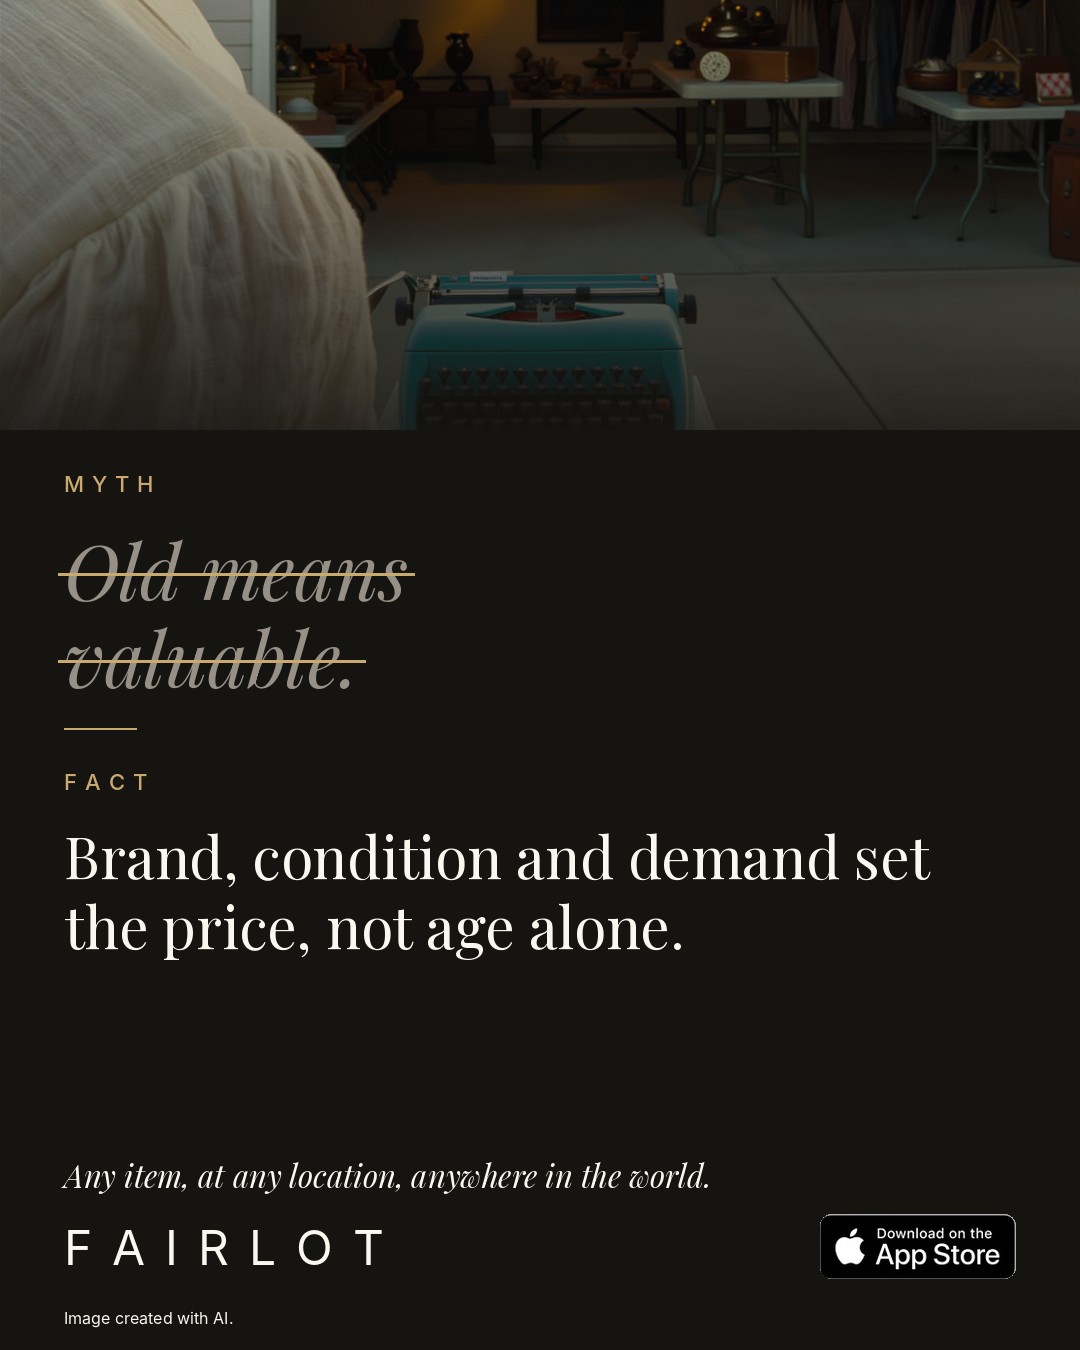 MYTH
Old means
valuable.
FACT
Brand, condition and demand set
the price, not age alone.
Any item, at any location, anywhere in the world.
FAIRLOT
Download on the
App Store
Image created with AI.